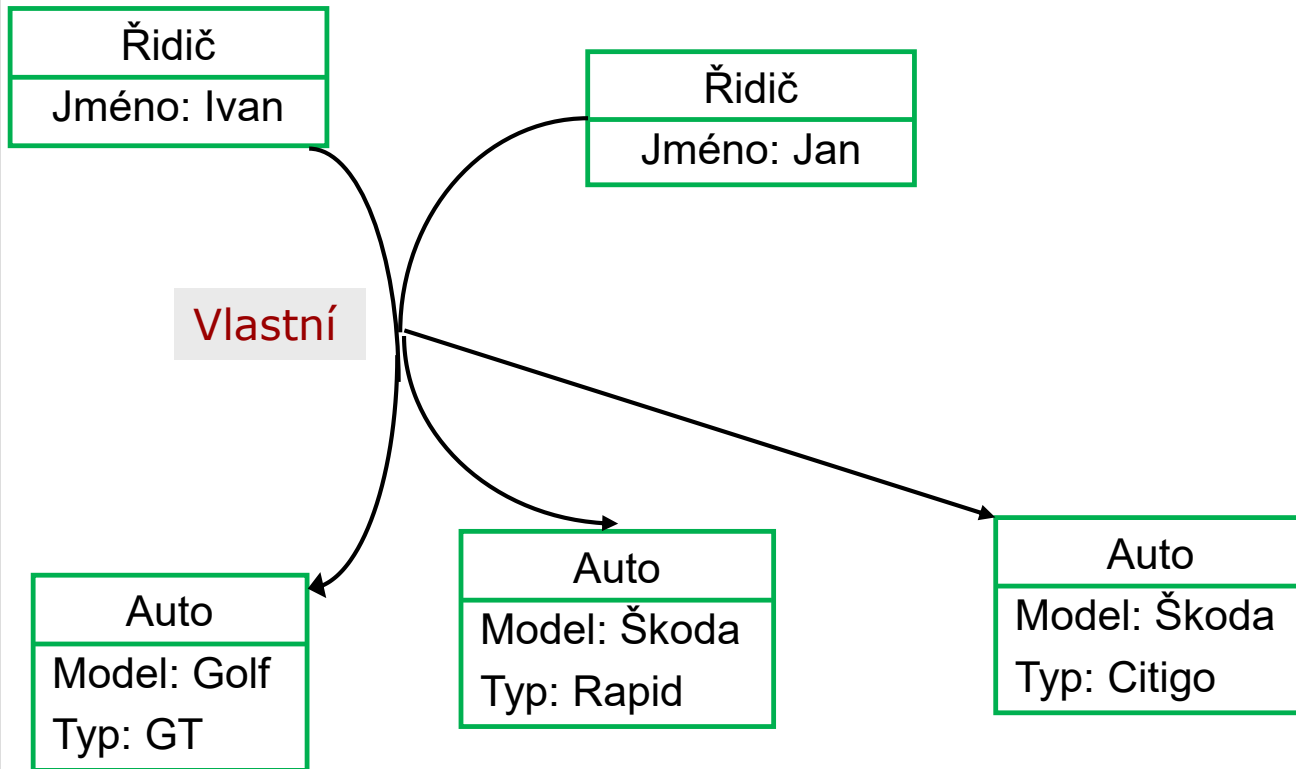 Řidič
Jméno: Ivan
Řidič
Jméno: Jan
Vlastní
Auto
Model: Golf
Typ: GT
Auto
Model: Škoda
Typ: Rapid
Auto
Model: Škoda
Typ: Citigo